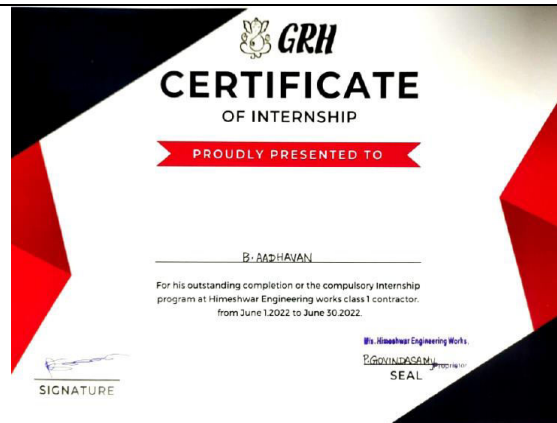 GRH
CERTIFICATE
OF INTERNSHIP
PROUDLY PRESENTED TO
B. AADHAVAN
For his outstanding completion or the compulsory Internship
program at Himeshwar Engineering works class 1 contractor.
from June 1,2022 to June 30,2022.
M/s. Himeshwar Engineering Works
P.GOVINDASAMY
Proprietor
SEAL
SIGNATURE